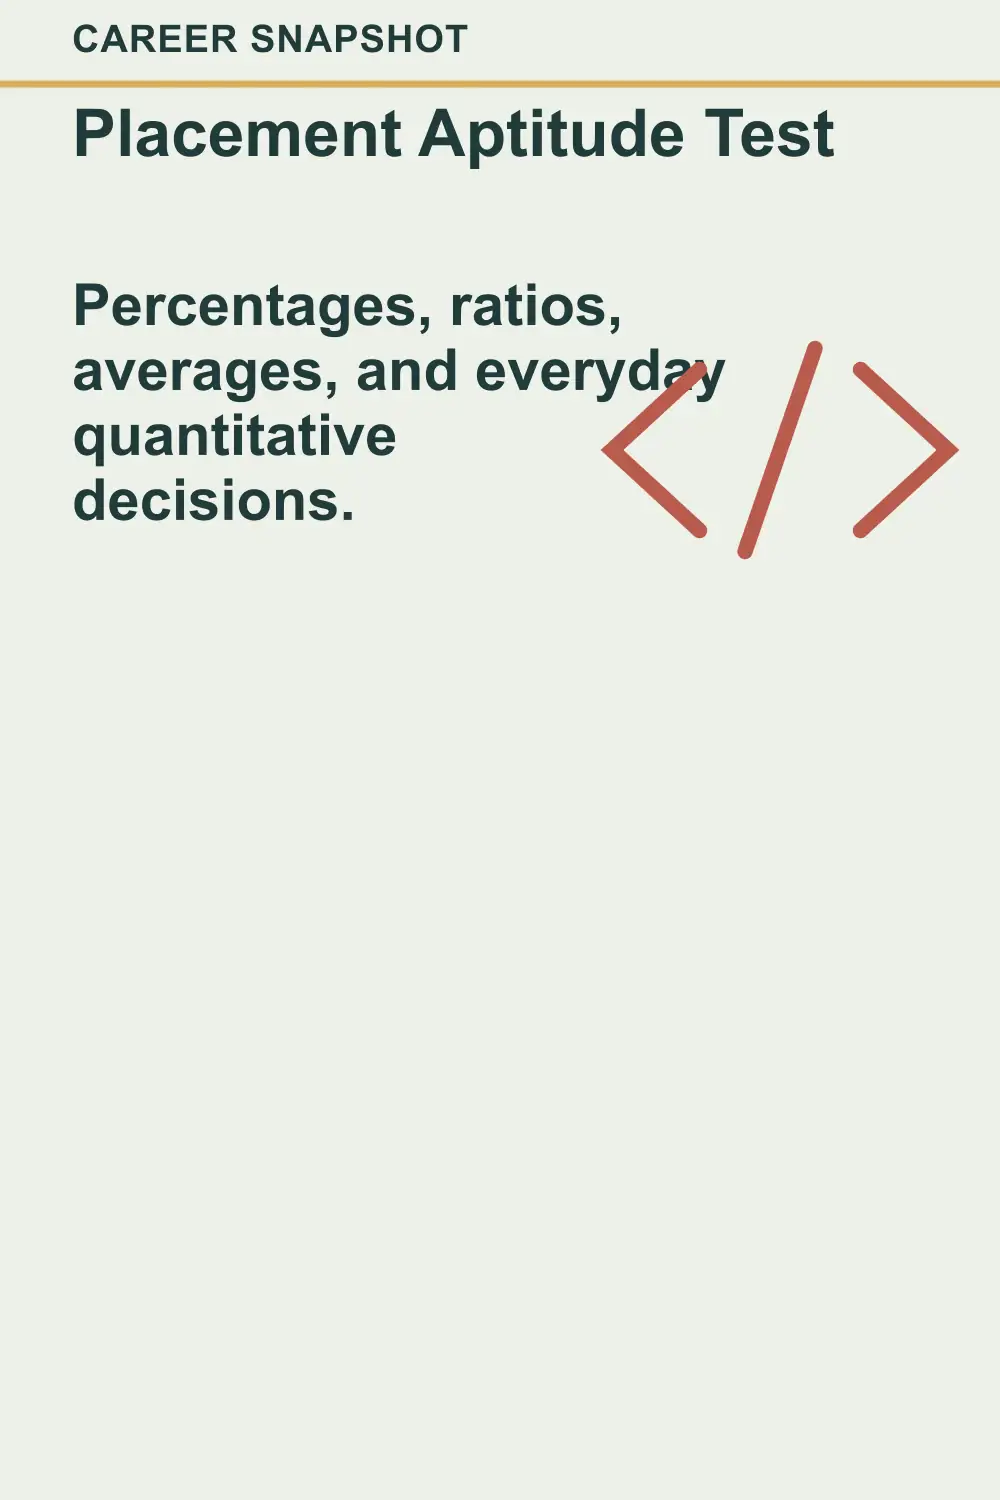 CAREER SNAPSHOT
Placement Aptitude Test
Percentages, ratios,
averages, and everyday
quantitative
decisions.